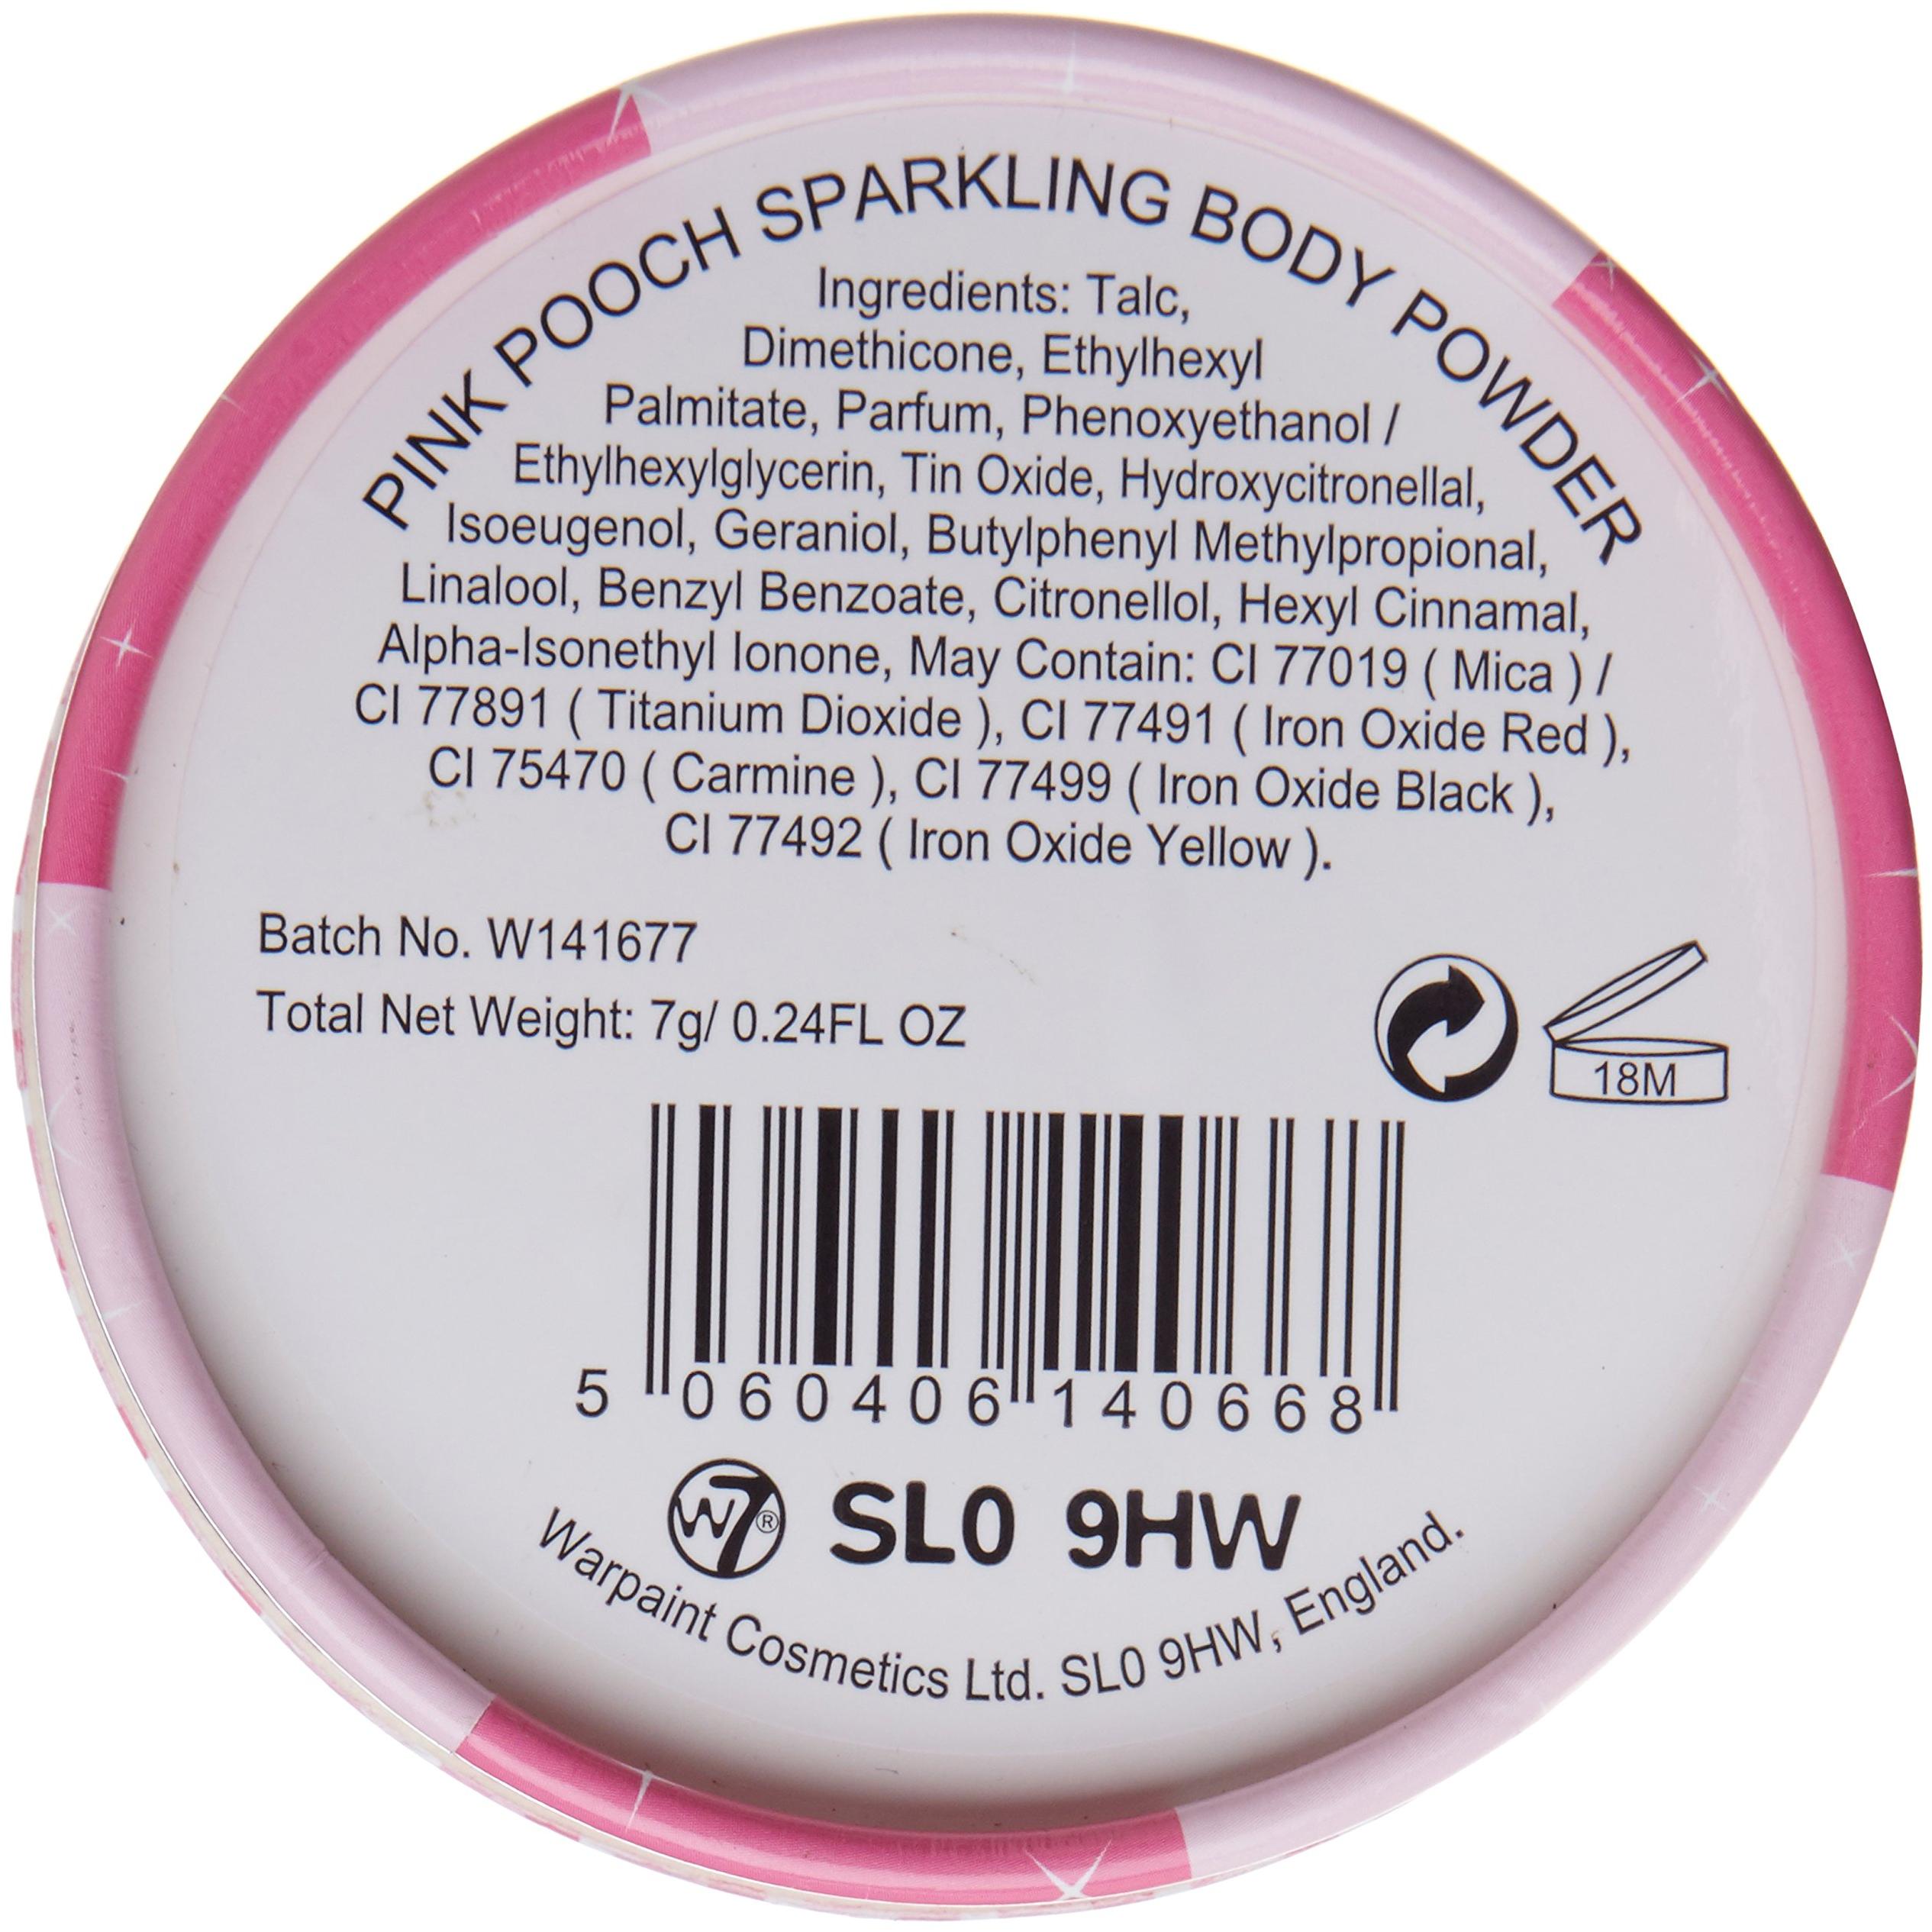 PINK POOCH SPARKLING BODY POWDER
Ingredients: Talc,
Dimethicone, Ethylhexyl
Palmitate, Parfum, Phenoxyethanol /
Ethylhexylglycerin, Tin Oxide, Hydroxycitronellal,
Isoeugenol, Geraniol, Butylphenyl Methylpropional,
Linalool, Benzyl Benzoate, Citronellol, Hexyl Cinnamal,
Alpha-Isonethyl Ionone, May Contain: CI 77019 ( Mica ) /
CI 77891 ( Titanium Dioxide ), CI 77491 ( Iron Oxide Red ),
CI 75470 ( Carmine ), CI 77499 ( Iron Oxide Black ),
CI 77492 ( Iron Oxide Yellow ).
Batch No. W141677
Total Net Weight: 7g/ 0.24FL OZ
18M
5 060406 140668
W7® SL0 9HW
Warpaint Cosmetics Ltd. SL0 9HW, England.